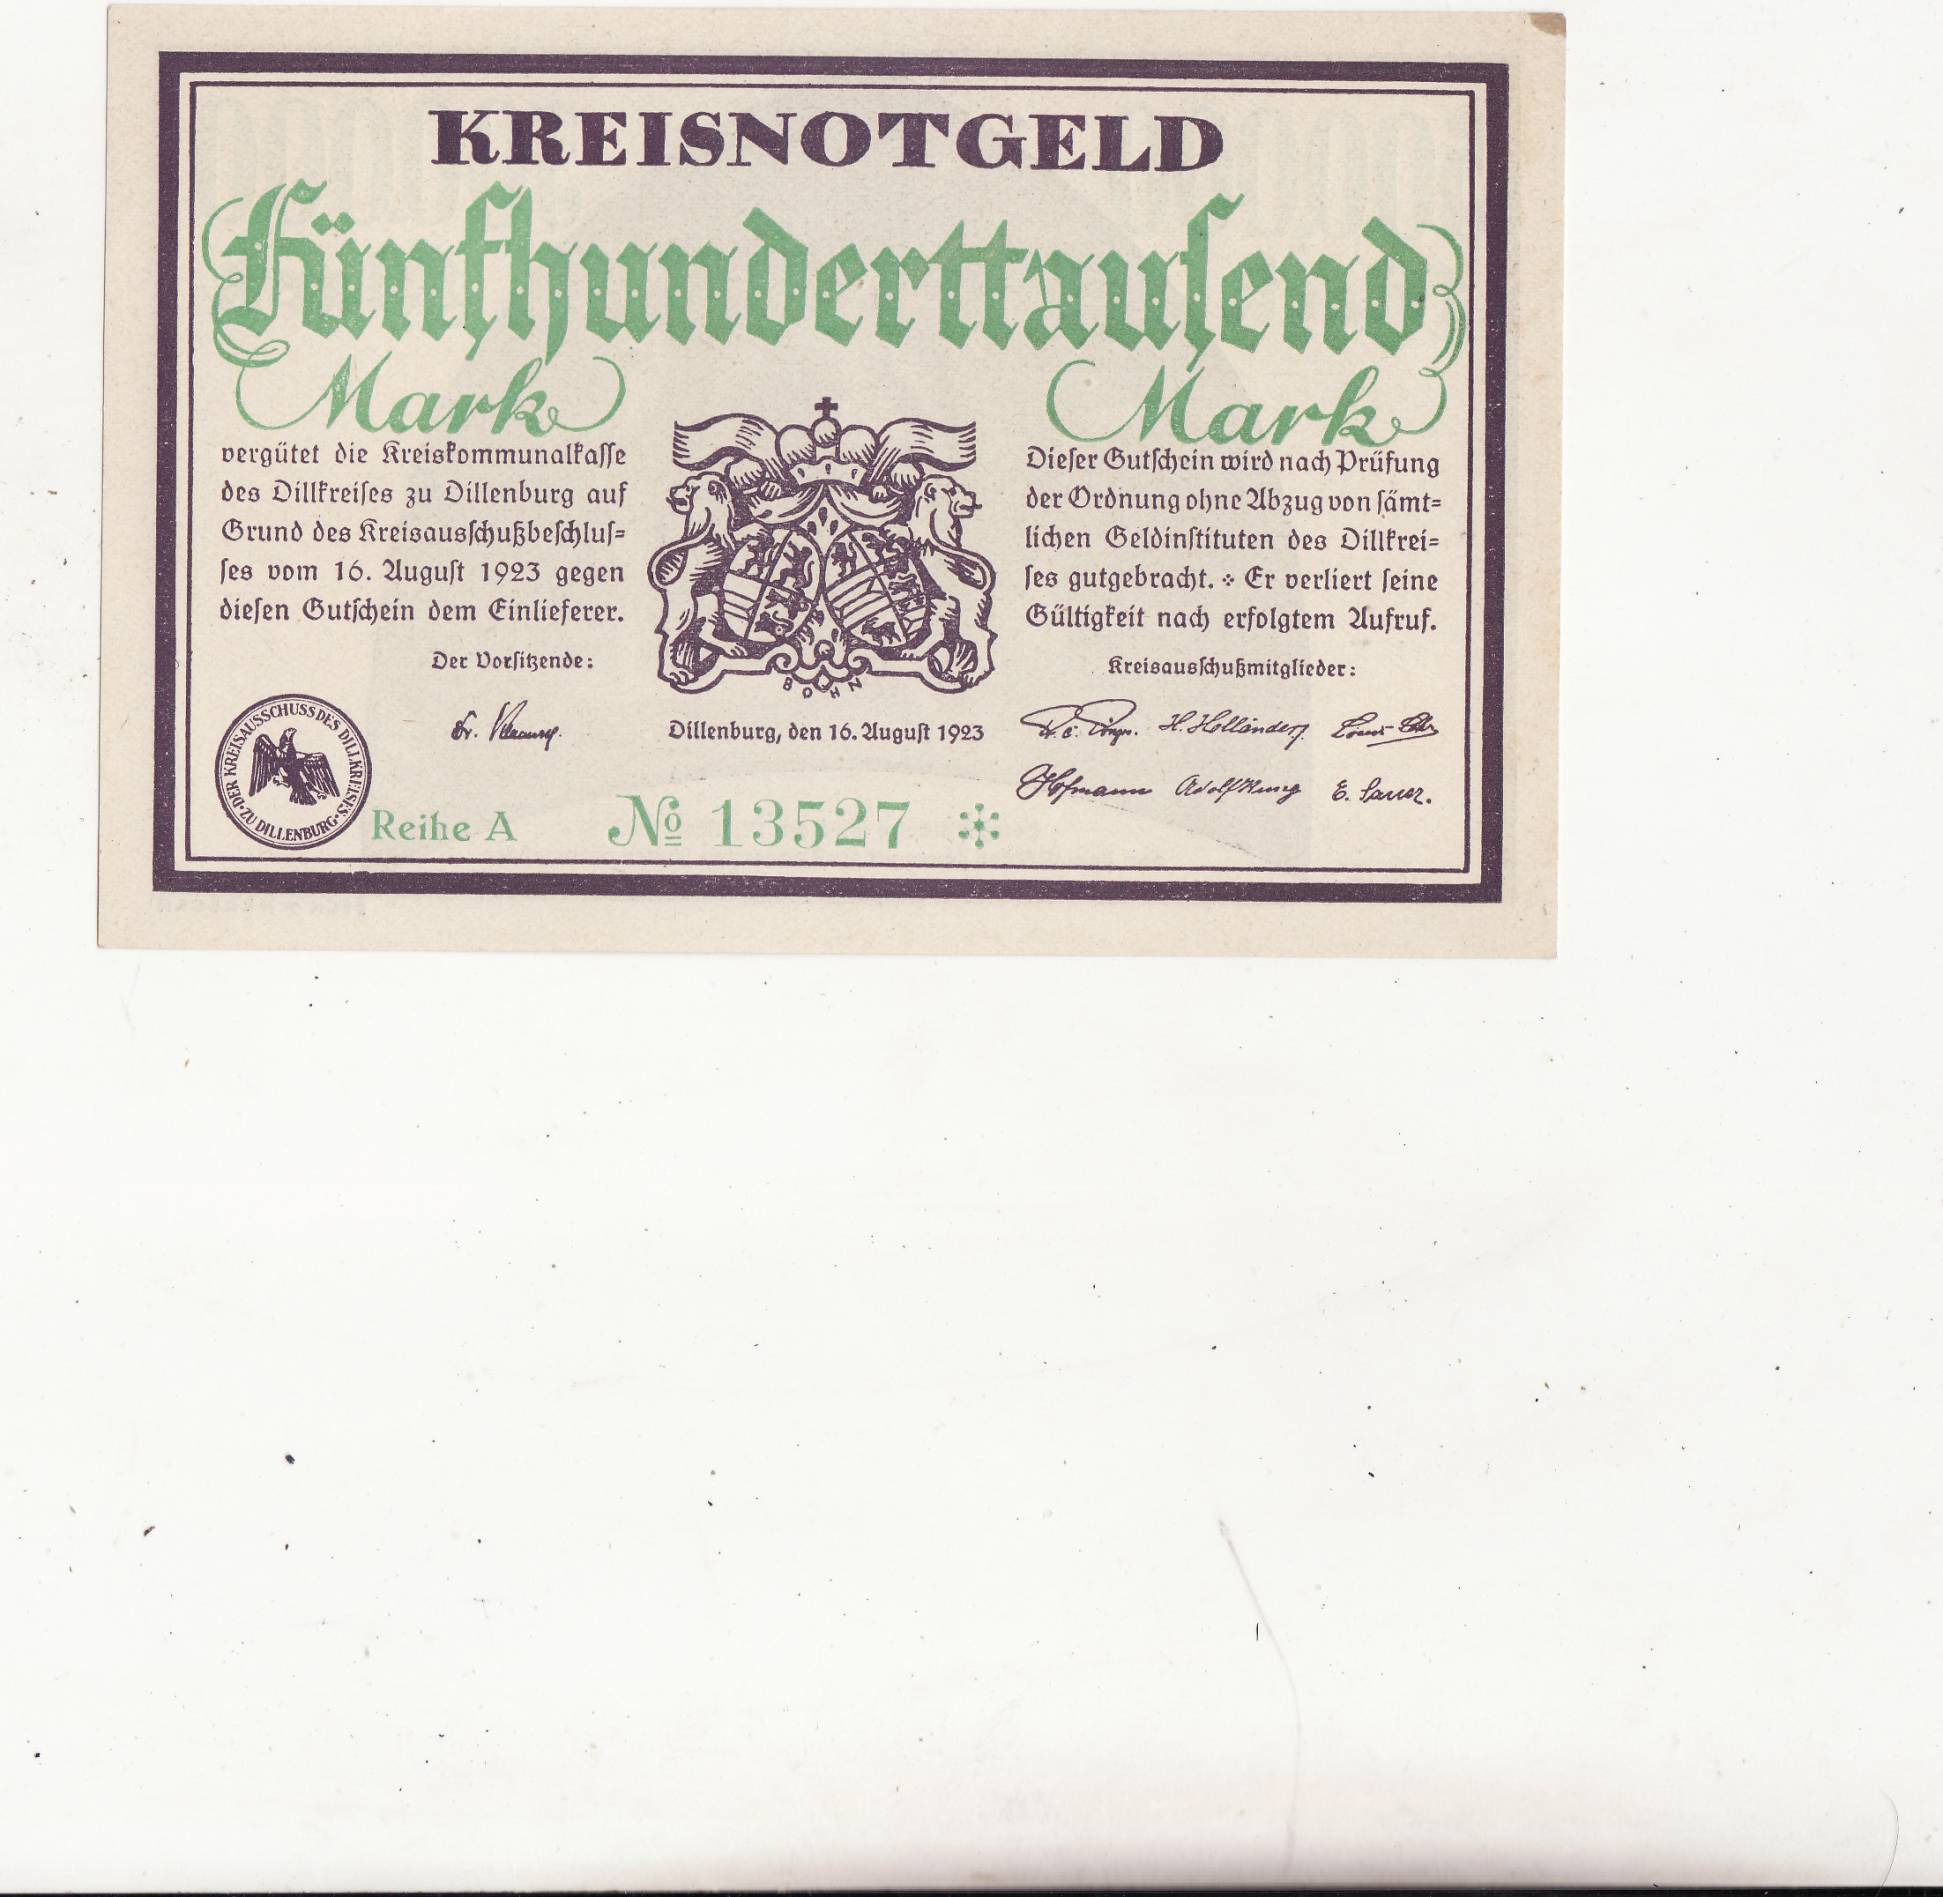 KREISNOTGELD
Fünfhunderttauſend
Mark
Mark
vergütet die Kreiskommunalkaſſe
des Dillkreiſes zu Dillenburg auf
Grund des Kreisausſchußbeſchluſ=
ſes vom 16. Auguſt 1923 gegen
dieſen Gutſchein dem Einlieferer.
Der Vorſitzende:
Dieſer Gutſchein wird nach Prüfung
der Ordnung ohne Abzug von ſämt=
lichen Geldinſtituten des Dillkrei=
ſes gutgebracht. Er verliert ſeine
Gültigkeit nach erfolgtem Aufruf.
Kreisausſchußmitglieder:
BOHN
Dillenburg, den 16. Auguſt 1923
H. Holländer
Hofmann
E. Sauer.
DER KREISAUSSCHUSS DES DILLKREISES
ZU DILLENBURG
Reihe A
№ 13527 *